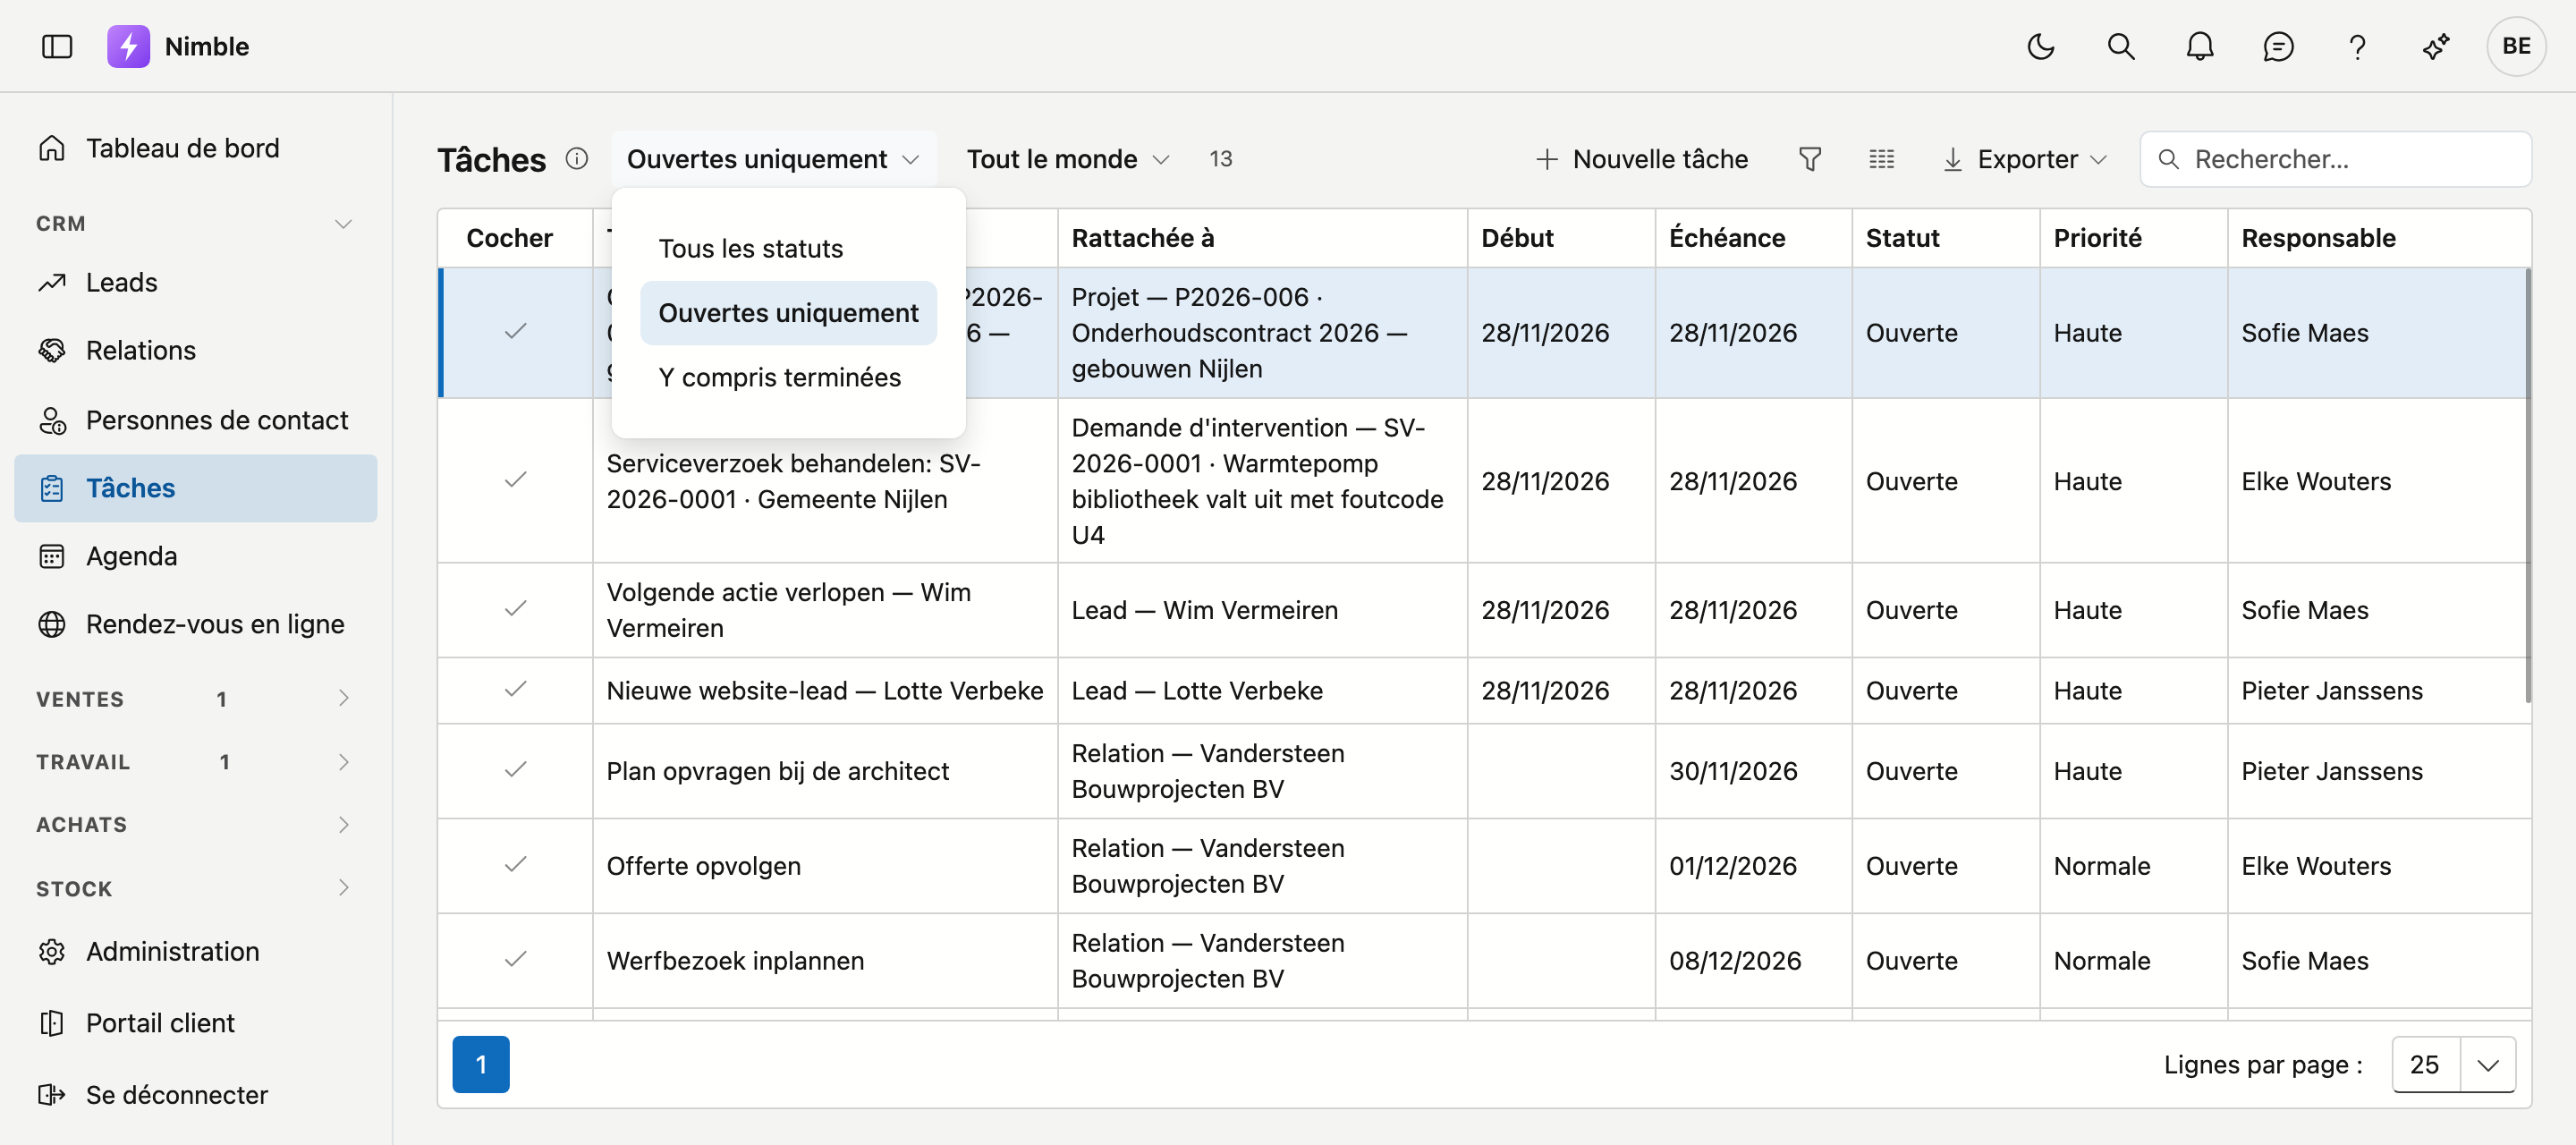 Nimble
BE
Tableau de bord
CRM
Leads
Relations
Personnes de contact
Tâches
Agenda
Rendez-vous en ligne
VENTES 1
TRAVAIL 1
ACHATS
STOCK
Administration
Portail client
Se déconnecter
Tâches
Ouvertes uniquement
Tout le monde
13
Nouvelle tâche
Exporter
Rechercher...
Tous les statuts
Ouvertes uniquement
Y compris terminées
Cocher
Rattachée à
Début
Échéance
Statut
Priorité
Responsable
Projet — P2026-006 ·
Onderhoudscontract 2026 —
gebouwen Nijlen
28/11/2026
28/11/2026
Ouverte
Haute
Sofie Maes
Serviceverzoek behandelen: SV-
2026-0001 · Gemeente Nijlen
Demande d'intervention — SV-
2026-0001 · Warmtepomp
bibliotheek valt uit met foutcode
U4
28/11/2026
28/11/2026
Ouverte
Haute
Elke Wouters
Volgende actie verlopen — Wim
Vermeiren
Lead — Wim Vermeiren
28/11/2026
28/11/2026
Ouverte
Haute
Sofie Maes
Nieuwe website-lead — Lotte Verbeke
Lead — Lotte Verbeke
28/11/2026
28/11/2026
Ouverte
Haute
Pieter Janssens
Plan opvragen bij de architect
Relation — Vandersteen
Bouwprojecten BV
30/11/2026
Ouverte
Haute
Pieter Janssens
Offerte opvolgen
Relation — Vandersteen
Bouwprojecten BV
01/12/2026
Ouverte
Normale
Elke Wouters
Werfbezoek inplannen
Relation — Vandersteen
Bouwprojecten BV
08/12/2026
Ouverte
Normale
Sofie Maes
1
Lignes par page :
25